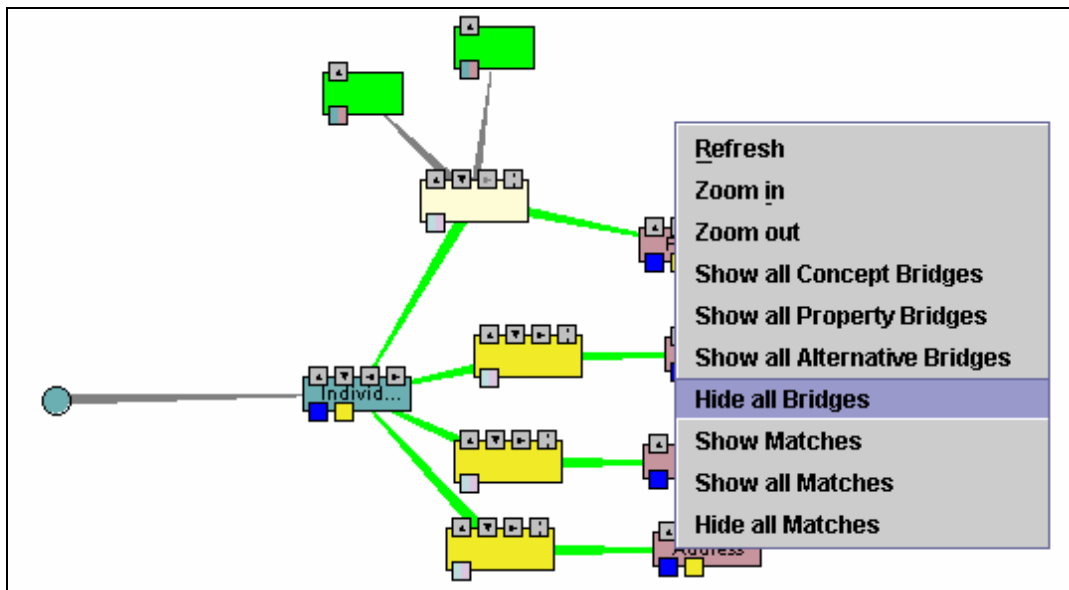 Refresh
Zoom in
Zoom out
Show all Concept Bridges
Show all Property Bridges
Show all Alternative Bridges
Individ...
Hide all Bridges
Show Matches
Show all Matches
Hide all Matches
Address